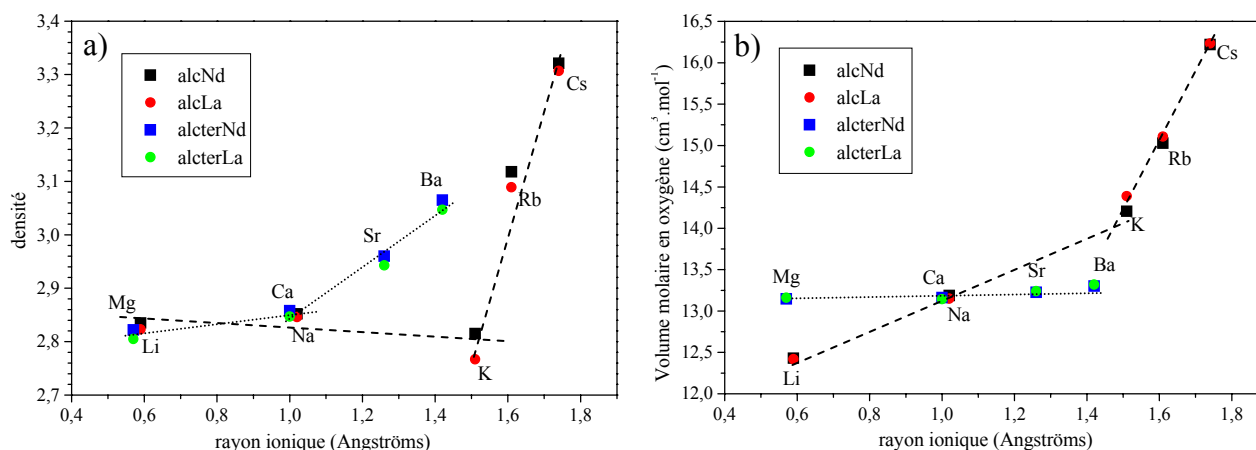 a)
3,4
3,3
3,2
3,1
3,0
2,9
2,8
2,7
densité
alcNd
alcLa
alcterNd
alcterLa
Cs
Ba
Rb
Sr
Ca
Mg
Li
Na
K
0,4 0,6 0,8 1,0 1,2 1,4 1,6 1,8
rayon ionique (Angströms)
b)
16,5
16,0
15,5
15,0
14,5
14,0
13,5
13,0
12,5
12,0
Volume molaire en oxygène (cm³.mol⁻¹)
alcNd
alcLa
alcterNd
alcterLa
Cs
Rb
K
Mg
Ca
Sr
Ba
Na
Li
0,4 0,6 0,8 1,0 1,2 1,4 1,6 1,8
rayon ionique (Angströms)